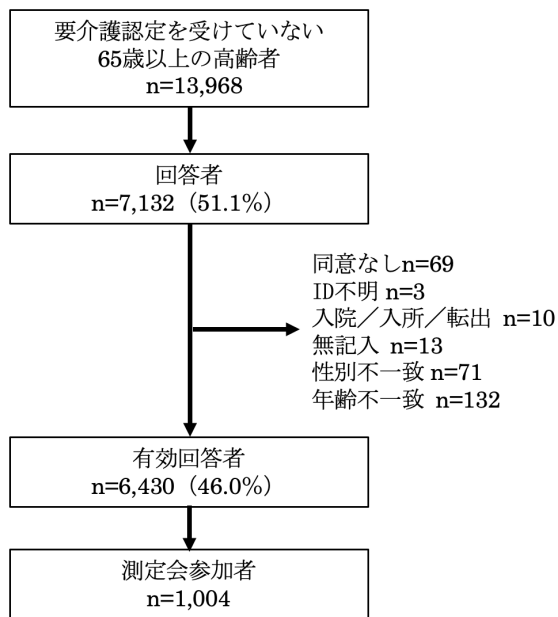 要介護認定を受けていない
65歳以上の高齢者
n=13,968
回答者
n=7,132（51.1%）
同意なしn=69
ID不明 n=3
入院／入所／転出 n=10
無記入 n=13
性別不一致 n=71
年齢不一致 n=132
有効回答者
n=6,430（46.0%）
測定会参加者
n=1,004